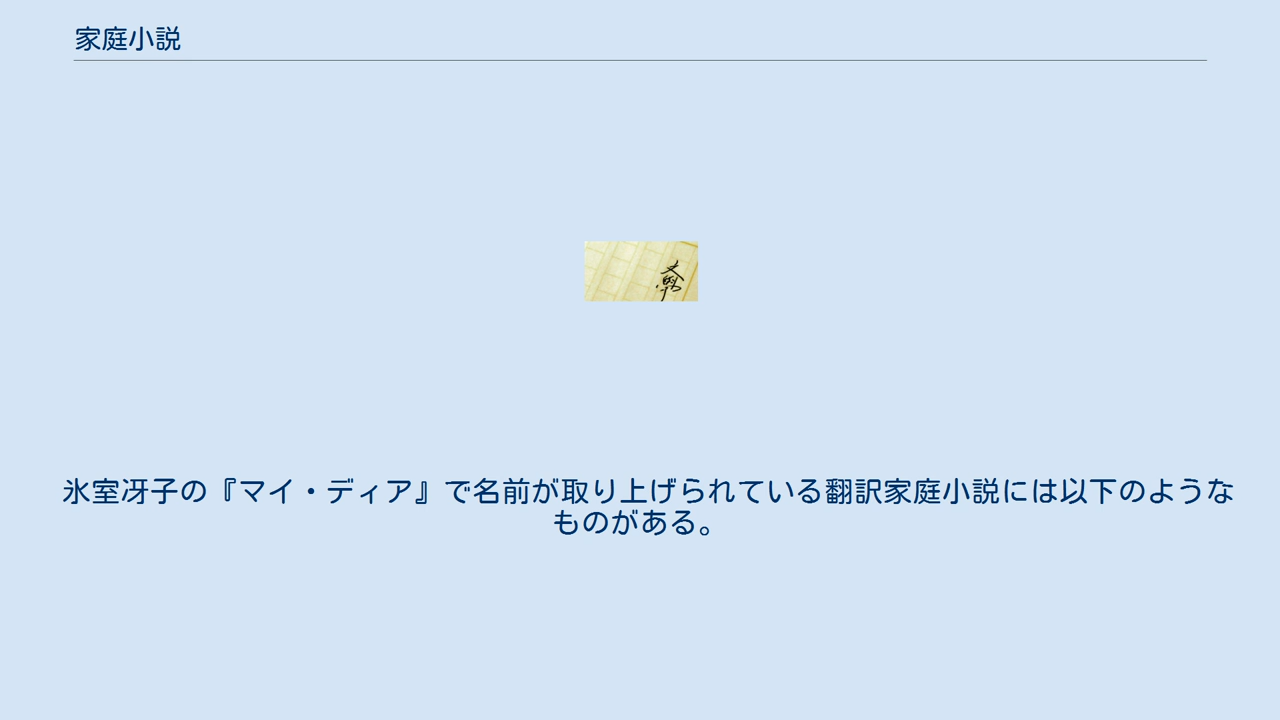 家庭小説
氷室冴子の『マイ・ディア』で名前が取り上げられている翻訳家庭小説には以下のような
ものがある。